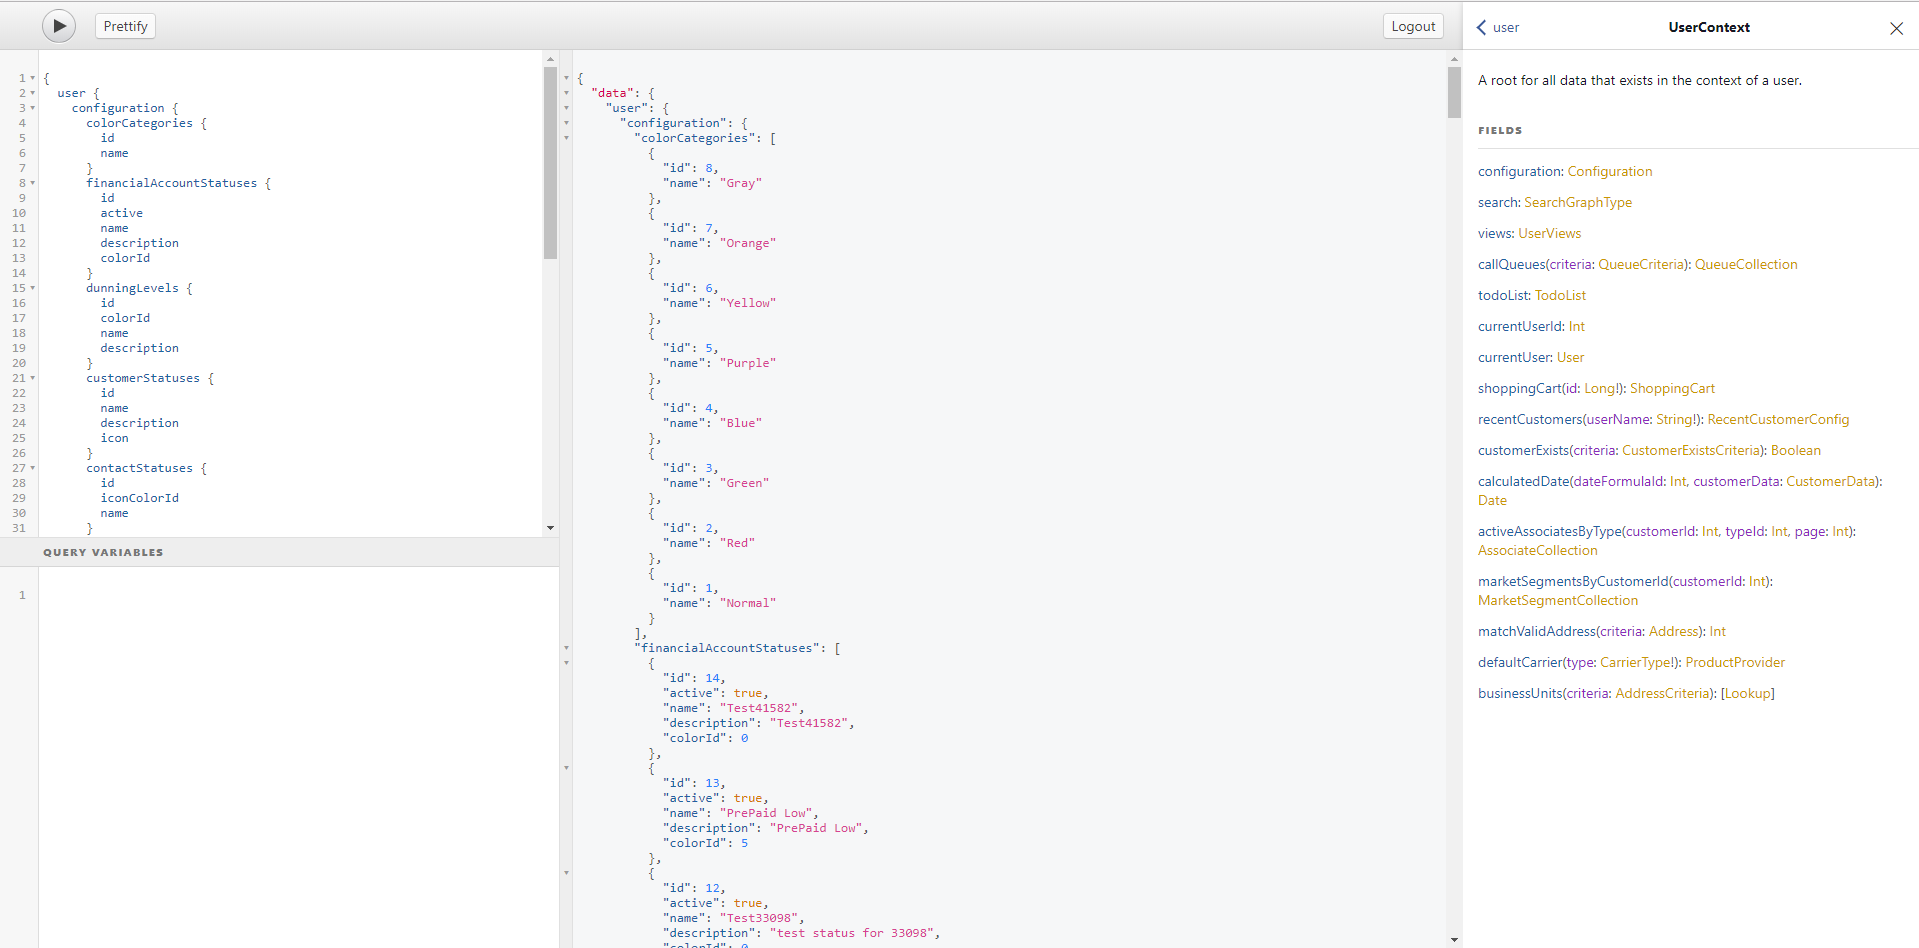 Prettify
Logout
1 {
2 user {
3 configuration {
4 colorCategories {
5 id
6 name
7 }
8 financialAccountStatuses {
9 id
10 active
11 name
12 description
13 colorId
14 }
15 dunningLevels {
16 id
17 colorId
18 name
19 description
20 }
21 customerStatuses {
22 id
23 name
24 description
25 icon
26 }
27 contactStatuses {
28 id
29 iconColorId
30 name
31 }
QUERY VARIABLES
1
{
"data": {
"user": {
"configuration": {
"colorCategories": [
{
"id": 8,
"name": "Gray"
},
{
"id": 7,
"name": "Orange"
},
{
"id": 6,
"name": "Yellow"
},
{
"id": 5,
"name": "Purple"
},
{
"id": 4,
"name": "Blue"
},
{
"id": 3,
"name": "Green"
},
{
"id": 2,
"name": "Red"
},
{
"id": 1,
"name": "Normal"
}
],
"financialAccountStatuses": [
{
"id": 14,
"active": true,
"name": "Test41582",
"description": "Test41582",
"colorId": 0
},
{
"id": 13,
"active": true,
"name": "PrePaid Low",
"description": "PrePaid Low",
"colorId": 5
},
{
"id": 12,
"active": true,
"name": "Test33098",
"description": "test status for 33098",
"colorId": 0
user
UserContext
A root for all data that exists in the context of a user.
FIELDS
configuration: Configuration
search: SearchGraphType
views: UserViews
callQueues(criteria: QueueCriteria): QueueCollection
todoList: TodoList
currentUserId: Int
currentUser: User
shoppingCart(id: Long!): ShoppingCart
recentCustomers(userName: String!): RecentCustomerConfig
customerExists(criteria: CustomerExistsCriteria): Boolean
calculatedDate(dateFormulaId: Int, customerData: CustomerData):
Date
activeAssociatesByType(customerId: Int, typeId: Int, page: Int):
AssociateCollection
marketSegmentsByCustomerId(customerId: Int):
MarketSegmentCollection
matchValidAddress(criteria: Address): Int
defaultCarrier(type: CarrierType!): ProductProvider
businessUnits(criteria: AddressCriteria): [Lookup]